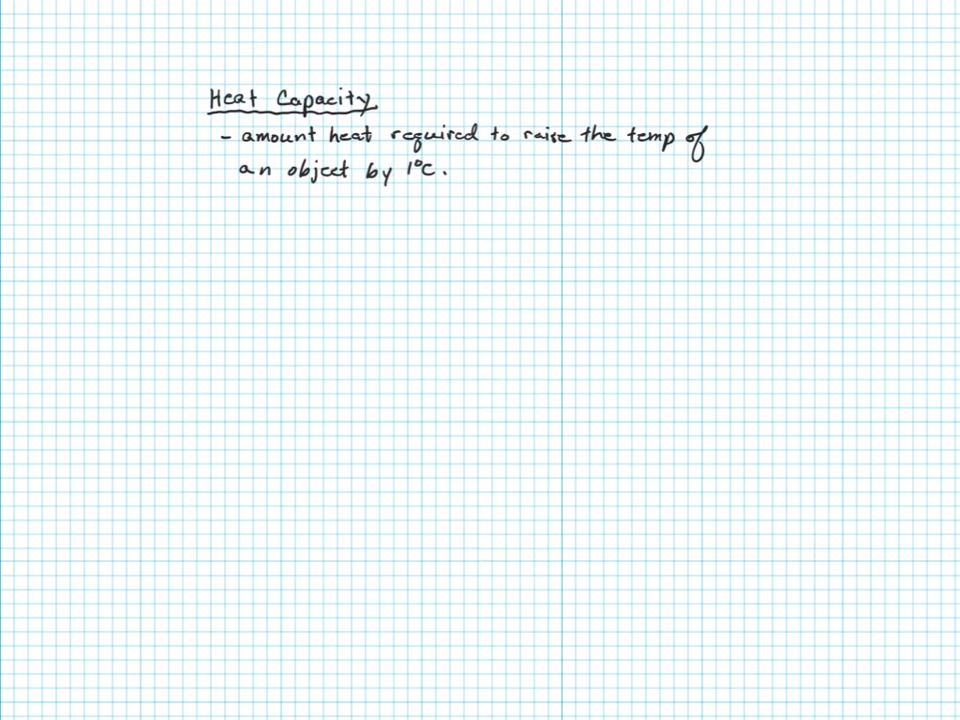 Heat Capacity
- amount heat required to raise the temp of
an object by 1°C.